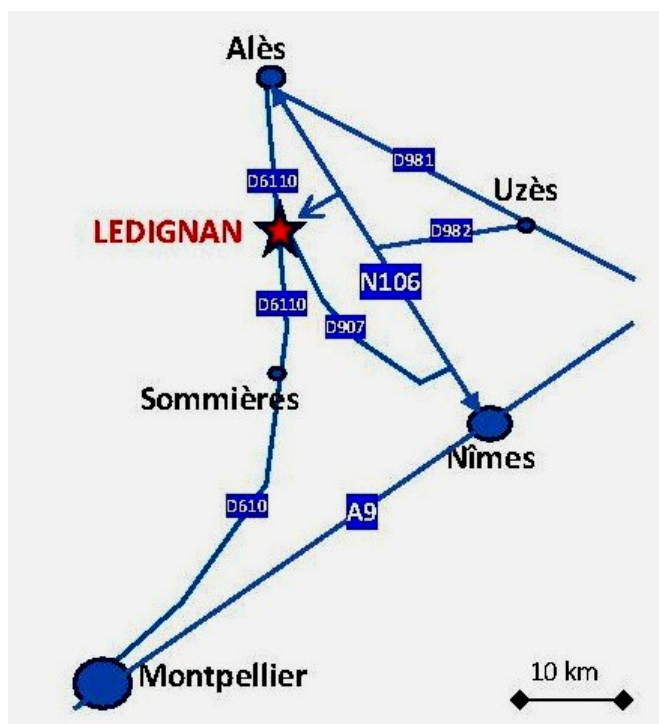 Alès
D981
D6110
Uzès
LEDIGNAN
D982
N106
D6110
D907
Sommières
Nîmes
D610
A9
Montpellier
10 km